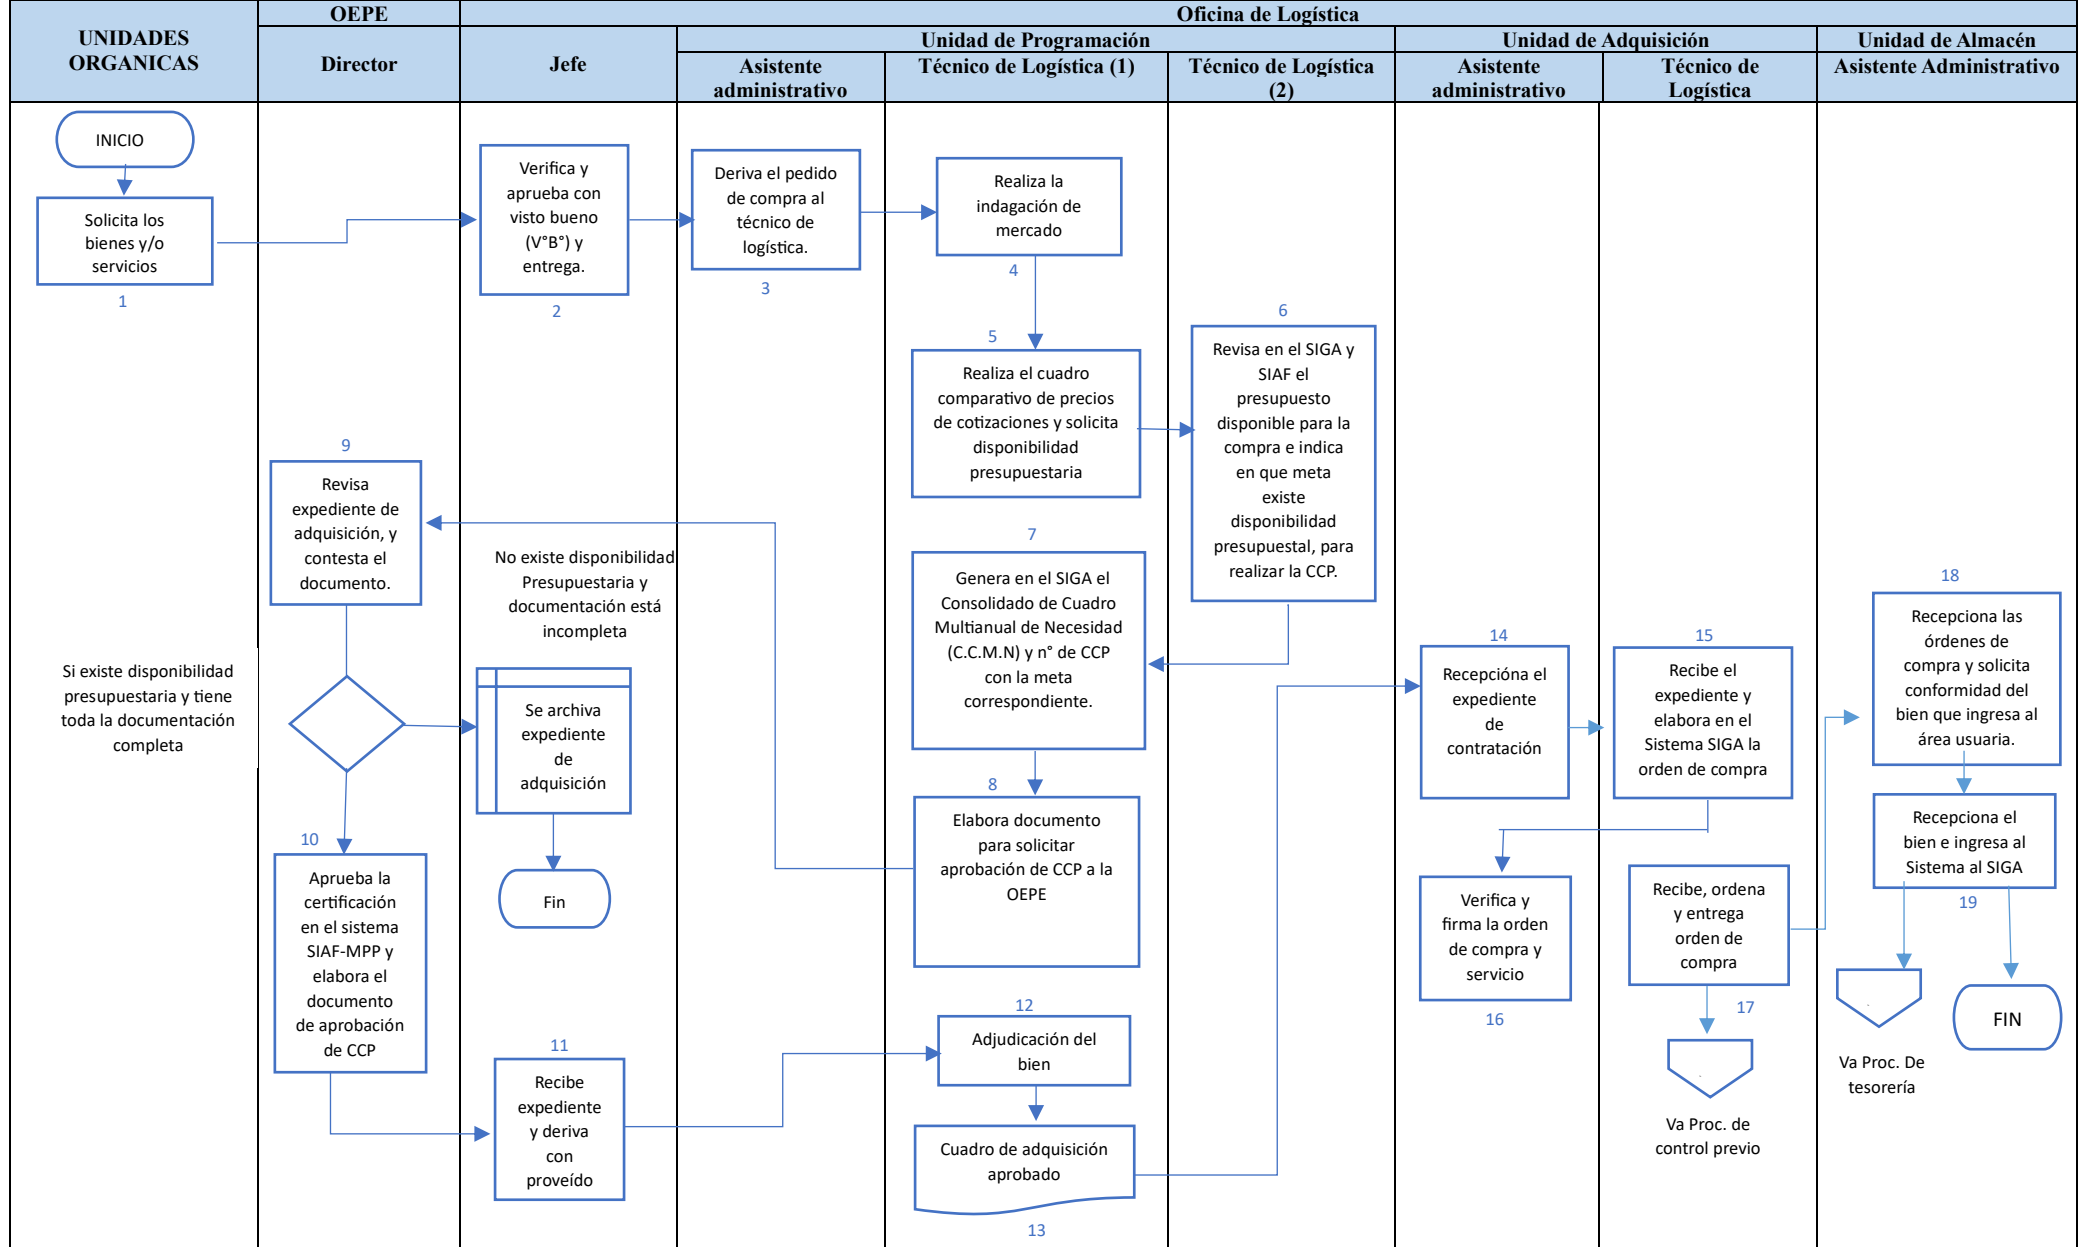 UNIDADES
ORGANICAS
OEPE
Director
Oficina de Logística
Jefe
Unidad de Programación
Asistente
administrativo
Técnico de Logística (1)
Técnico de Logística
(2)
Unidad de Adquisición
Asistente
administrativo
Técnico de
Logística
Unidad de Almacén
Asistente Administrativo
INICIO
Solicita los
bienes y/o
servicios
1
Verifica y
aprueba con
visto bueno
(V°B°) y
entrega.
2
Deriva el pedido
de compra al
técnico de
logística.
3
Realiza la
indagación de
mercado
4
5
Realiza el cuadro
comparativo de precios
de cotizaciones y solicita
disponibilidad
presupuestaria
6
Revisa en el SIGA y
SIAF el
presupuesto
disponible para la
compra e indica
en que meta
existe
disponibilidad
presupuestal, para
realizar la CCP.
7
Genera en el SIGA el
Consolidado de Cuadro
Multianual de Necesidad
(C.C.M.N) y n° de CCP
con la meta
correspondiente.
8
Elabora documento
para solicitar
aprobación de CCP a la
OEPE
9
Revisa
expediente de
adquisición, y
contesta el
documento.
No existe disponibilidad
Presupuestaria y
documentación está
incompleta
Si existe disponibilidad
presupuestaria y tiene
toda la documentación
completa
Se archiva
expediente
de
adquisición
Fin
10
Aprueba la
certificación
en el sistema
SIAF-MPP y
elabora el
documento
de aprobación
de CCP
11
Recibe
expediente
y deriva
con
proveído
12
Adjudicación del
bien
Cuadro de adquisición
aprobado
13
14
Recepcióna el
expediente
de
contratación
15
Recibe el
expediente y
elabora en el
Sistema SIGA la
orden de compra
Verifica y
firma la orden
de compra y
servicio
16
Recibe, ordena
y entrega
orden de
compra
17
Va Proc. de
control previo
18
Recepciona las
órdenes de
compra y solicita
conformidad del
bien que ingresa al
área usuaria.
Recepciona el
bien e ingresa al
Sistema al SIGA
19
Va Proc. De
tesorería
FIN